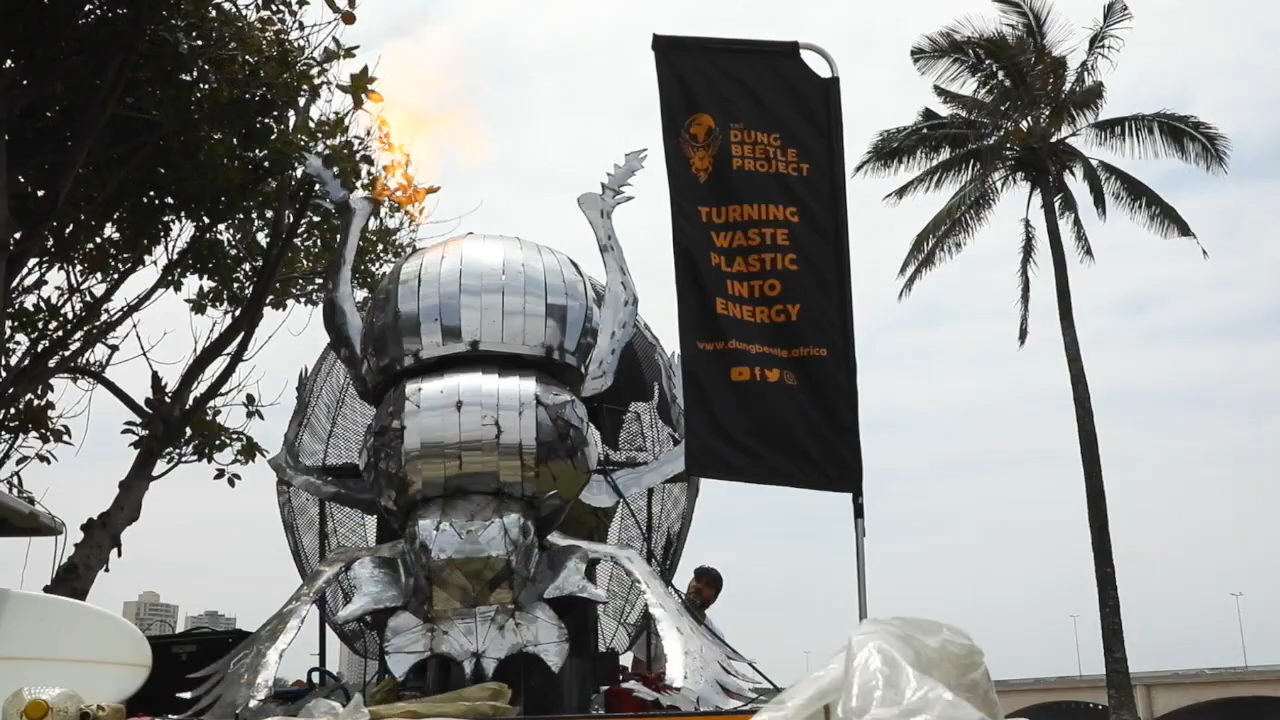 THE
DUNG
BEETLE
PROJECT
TURNING
WASTE
PLASTIC
INTO
ENERGY
www.dungbeetle.africa